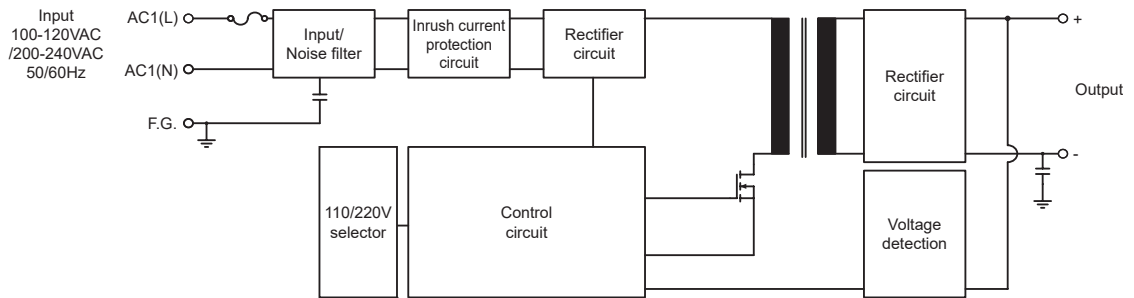 Input
100-120VAC
/200-240VAC
50/60Hz
AC1(L)
AC1(N)
F.G.
Input/
Noise filter
Inrush current
protection
circuit
Rectifier
circuit
Rectifier
circuit
+
Output
-
110/220V
selector
Control
circuit
Voltage
detection